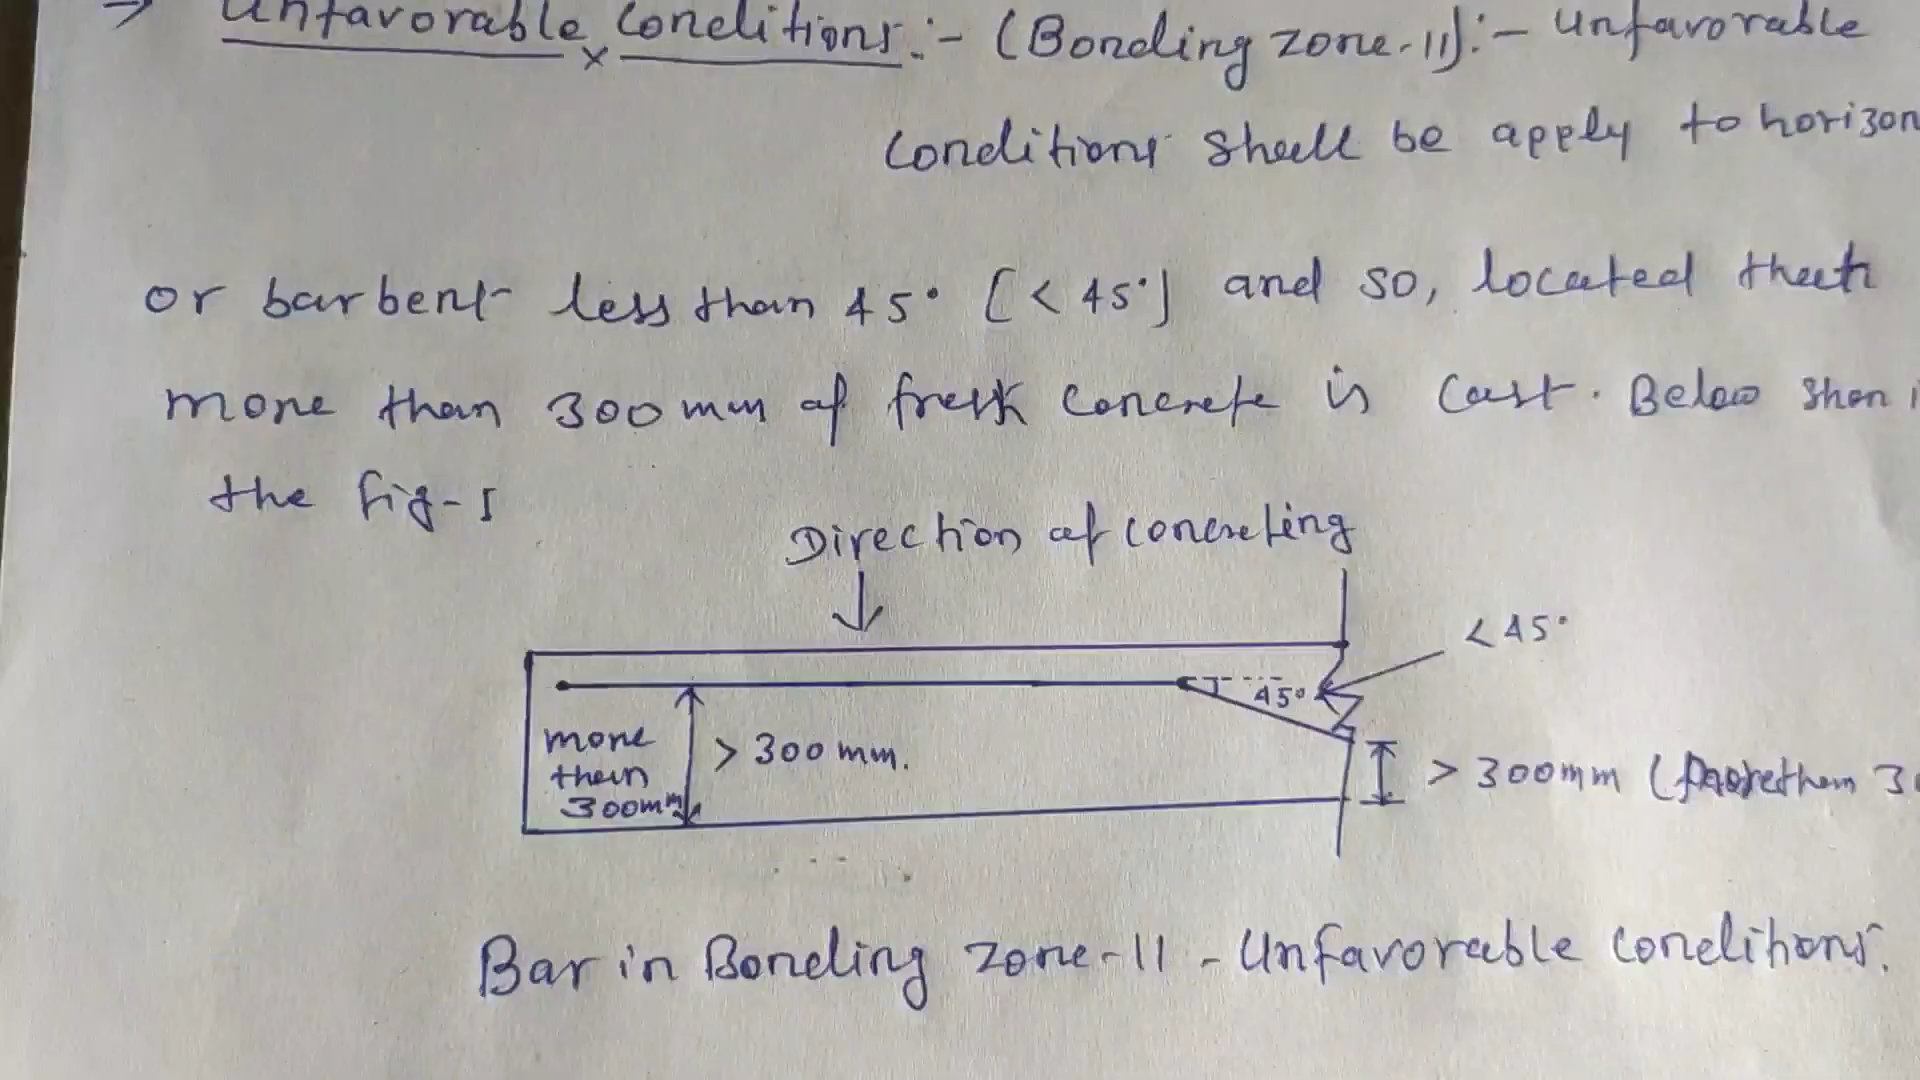 → Unfavorable Conditions:- (Bonding zone-II):- Unfavorable
Conditions shall be apply to horizon
or bar bent less than 45° [<45°] and so, located that
more than 300 mm of fresh concrete is cast. Below
the fig-
Direction of concreting
<45°
45°
more
than
300mm
> 300 mm.
> 300mm (
Bar in Bonding zone-II - Unfavorable Conditions.